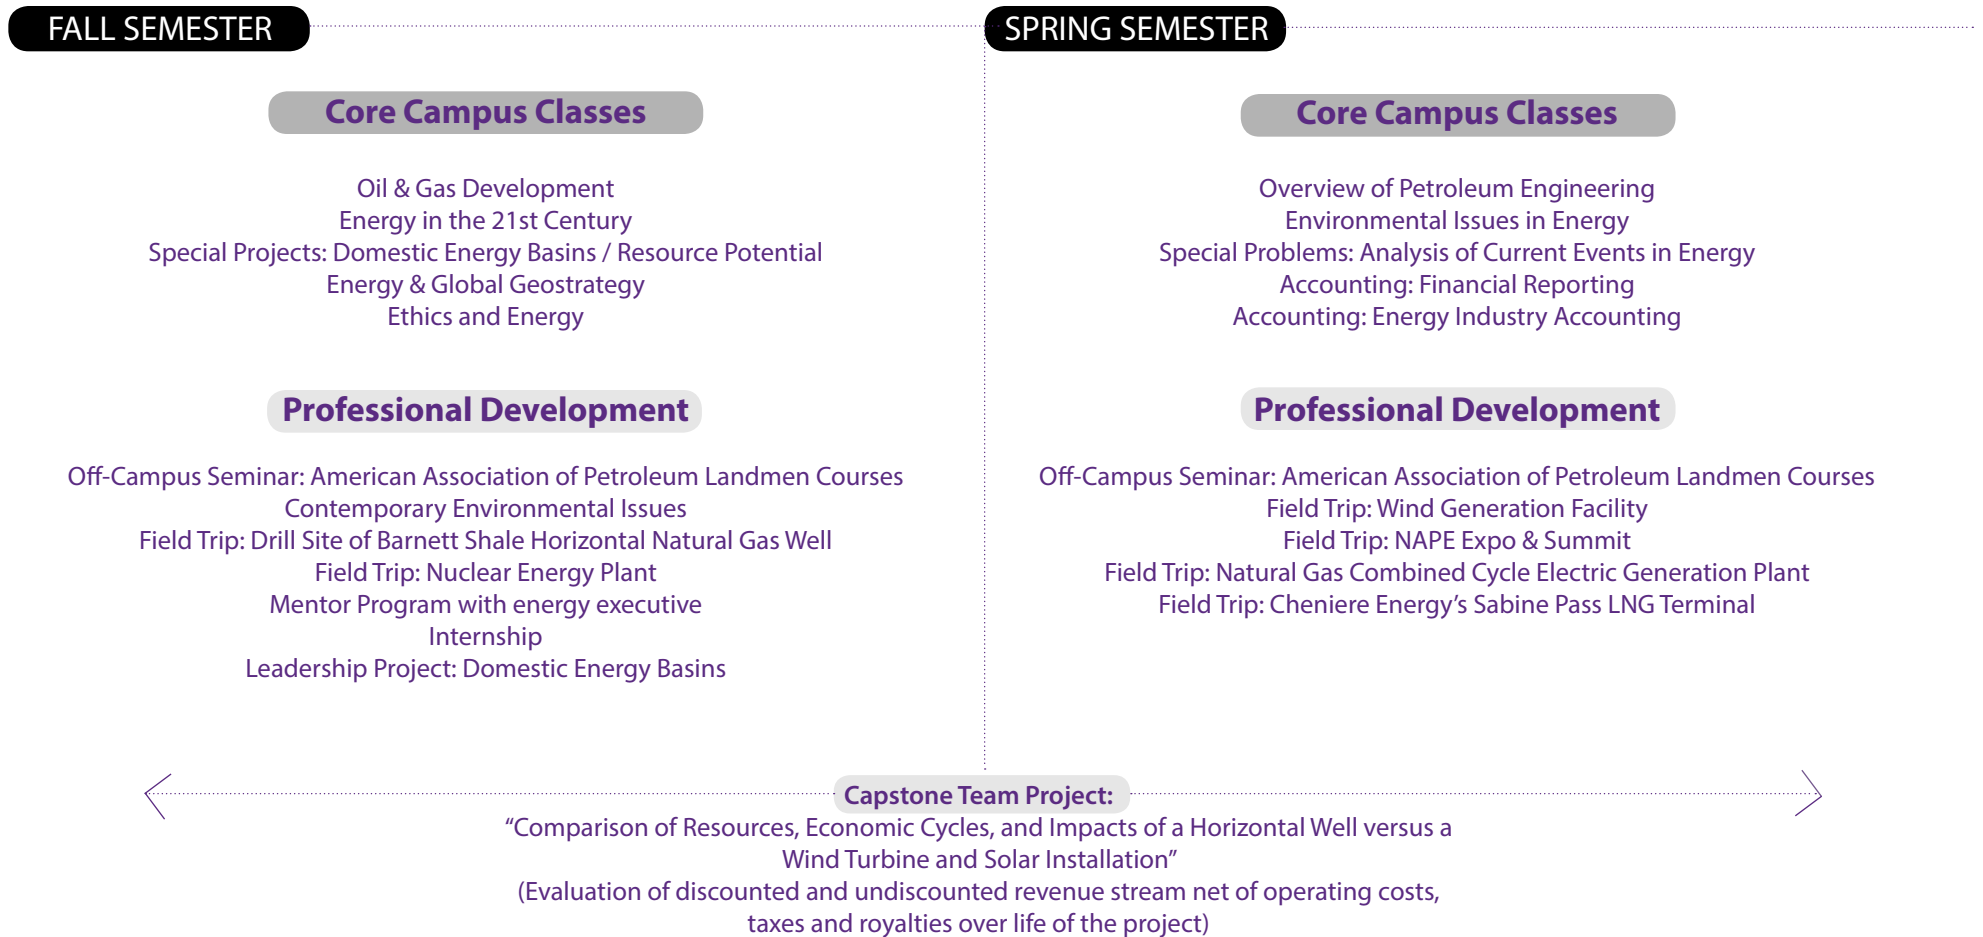 FALL SEMESTER
Core Campus Classes
Oil & Gas Development
Energy in the 21st Century
Special Projects: Domestic Energy Basins / Resource Potential
Energy & Global Geostrategy
Ethics and Energy
Professional Development
Off-Campus Seminar: American Association of Petroleum Landmen Courses
Contemporary Environmental Issues
Field Trip: Drill Site of Barnett Shale Horizontal Natural Gas Well
Field Trip: Nuclear Energy Plant
Mentor Program with energy executive
Internship
Leadership Project: Domestic Energy Basins
SPRING SEMESTER
Core Campus Classes
Overview of Petroleum Engineering
Environmental Issues in Energy
Special Problems: Analysis of Current Events in Energy
Accounting: Financial Reporting
Accounting: Energy Industry Accounting
Professional Development
Off-Campus Seminar: American Association of Petroleum Landmen Courses
Field Trip: Wind Generation Facility
Field Trip: NAPE Expo & Summit
Field Trip: Natural Gas Combined Cycle Electric Generation Plant
Field Trip: Cheniere Energy’s Sabine Pass LNG Terminal
Capstone Team Project:
“Comparison of Resources, Economic Cycles, and Impacts of a Horizontal Well versus a
Wind Turbine and Solar Installation”
(Evaluation of discounted and undiscounted revenue stream net of operating costs,
taxes and royalties over life of the project)